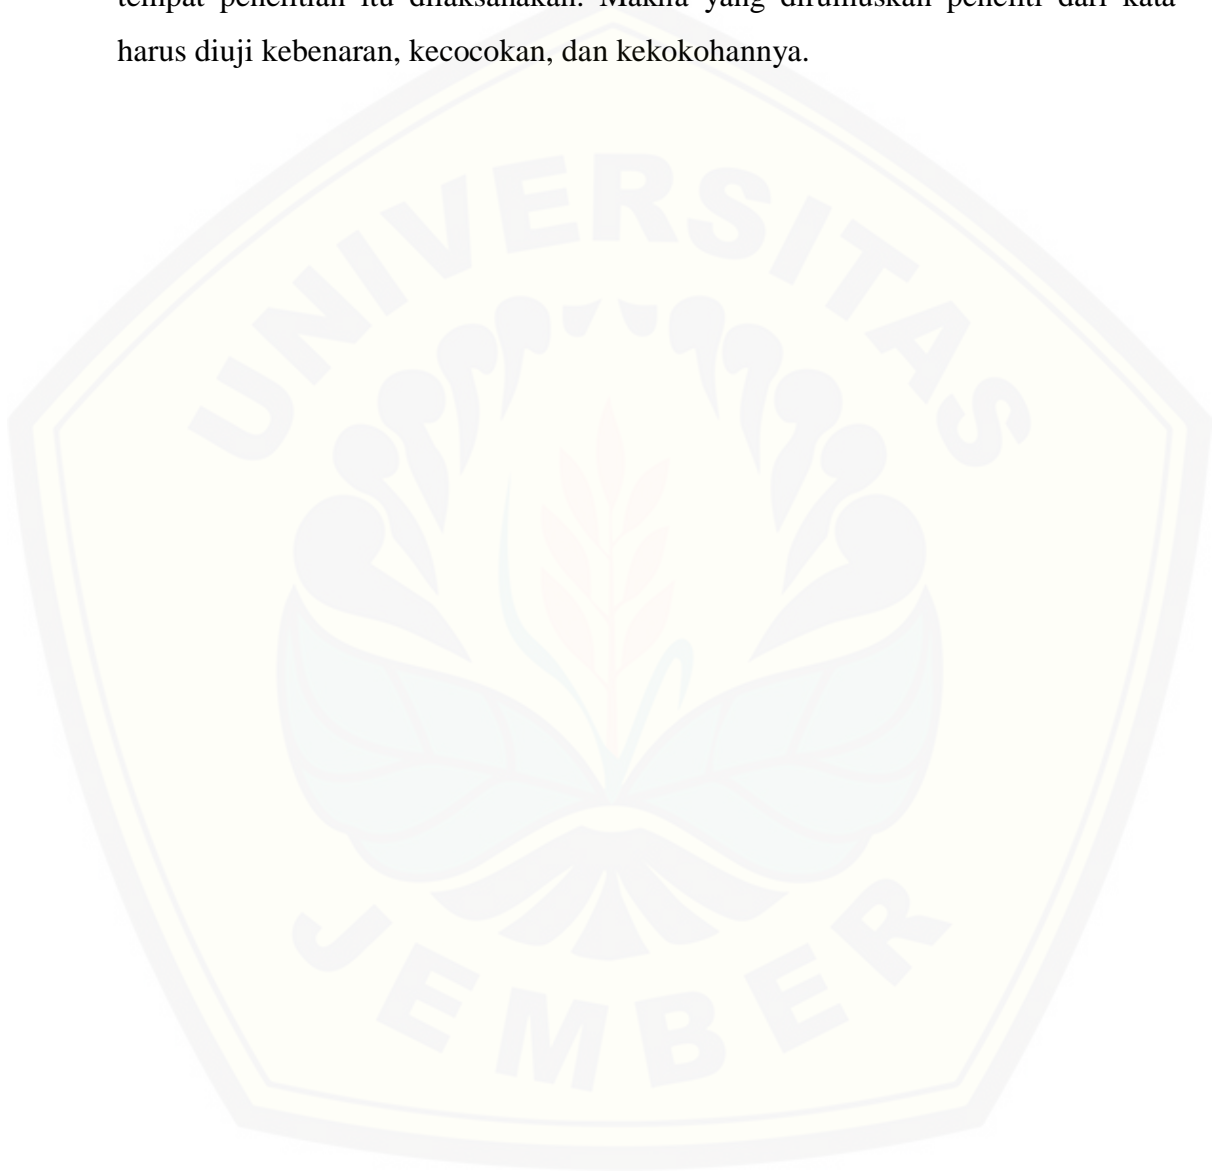 tempat penelitian itu dilaksanakan. Makna yang dirumuskan peneliti dari kata
harus diuji kebenaran, kecocokan, dan kekokohannya.
UNIVERSITAS
JEMBER